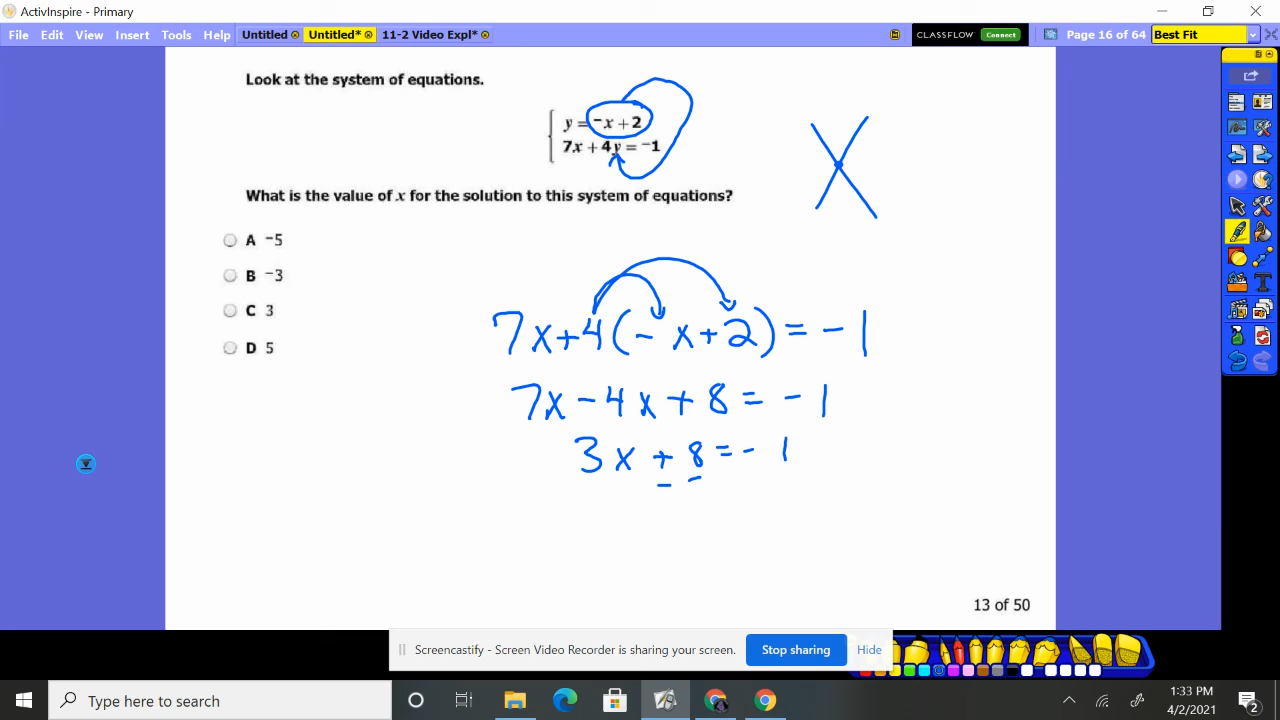 ActivInspire - Primary
File Edit View Insert Tools Help Untitled Untitled* 11-2 Video Expl* CLASSFLOW Connect Page 16 of 64 Best Fit
Look at the system of equations.
y = ⁻x + 2
7x + 4y = ⁻1
What is the value of x for the solution to this system of equations?
A ⁻5
B ⁻3
C 3
D 5
7x+4(-x+2) = -1
7x-4x+8 = -1
3x+8=-1
13 of 50
Screencastify - Screen Video Recorder is sharing your screen. Stop sharing Hide
Type here to search
1:33 PM
4/2/2021
2